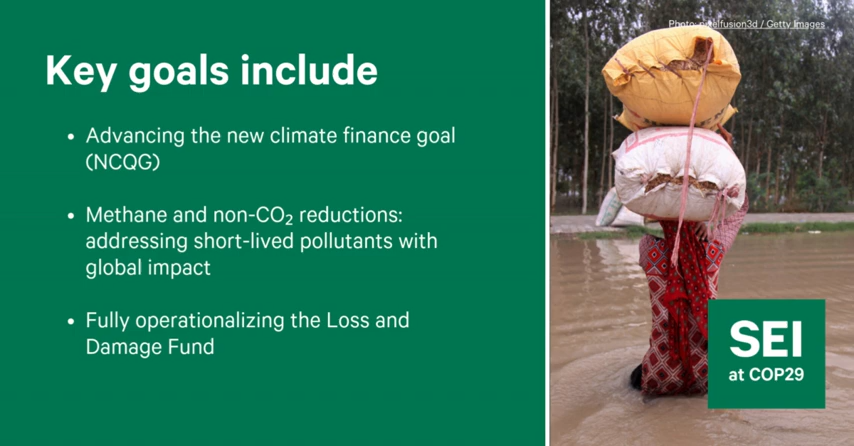 Photo: pixelfusion3d / Getty Images
Key goals include
• Advancing the new climate finance goal
(NCQG)
• Methane and non-CO₂ reductions:
addressing short-lived pollutants with
global impact
• Fully operationalizing the Loss and
Damage Fund
SEI
at COP29